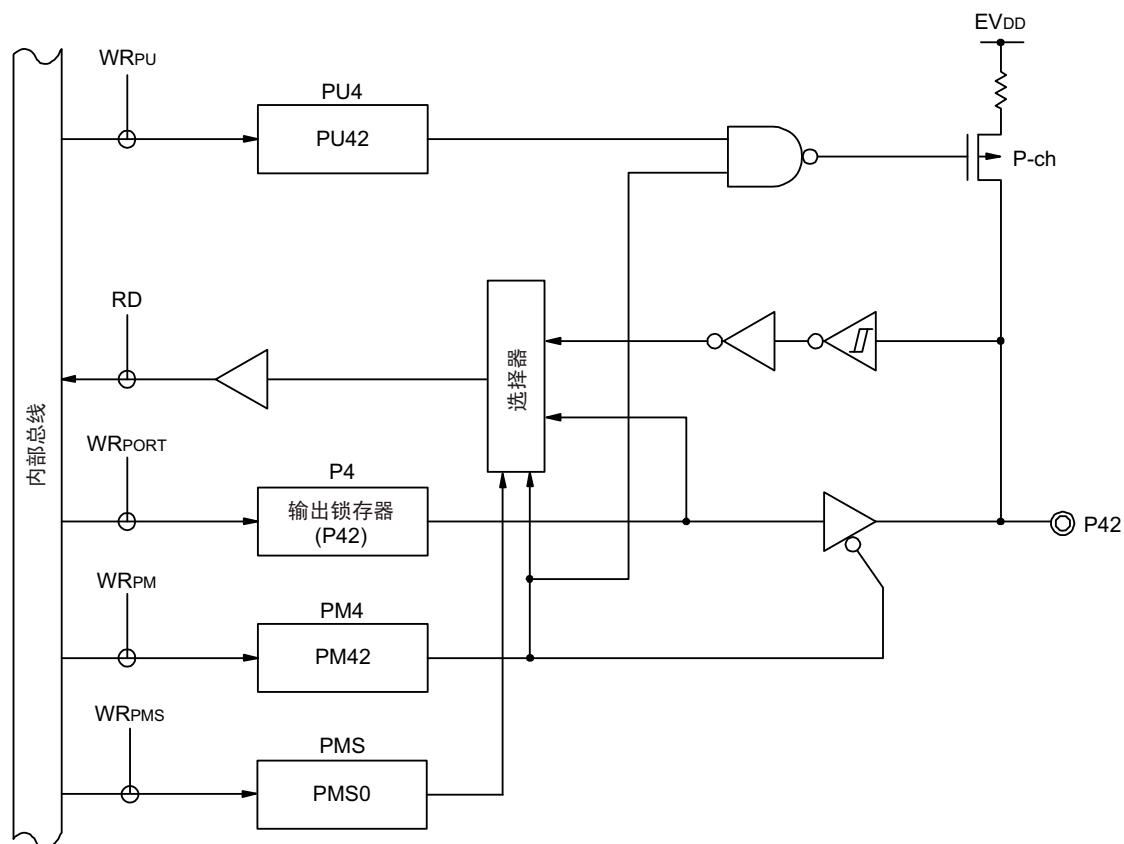 EVDD
WRPU
PU4
PU42
P-ch
RD
选择器
内部总线
WRPORT
P4
输出锁存器
(P42)
P42
WRPM
PM4
PM42
WRPMS
PMS
PMS0